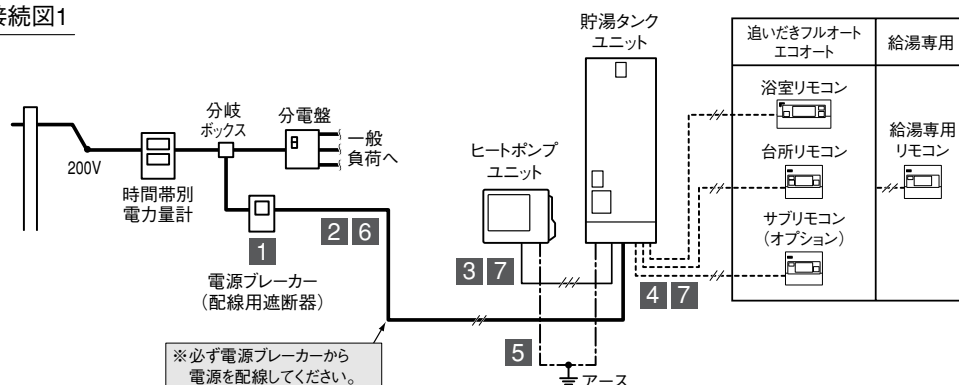 接続図1
貯湯タンク
ユニット
追いだきフルオート
エコオート
給湯専用
浴室リモコン
台所リモコン
サブリモコン
（オプション）
給湯専用
リモコン
分岐
ボックス
分電盤
一般
負荷へ
200V
時間帯別
電力量計
ヒートポンプ
ユニット
1
2 6
3 7
4 7
5
電源ブレーカー
（配線用遮断器）
※必ず電源ブレーカーから
電源を配線してください。
アース